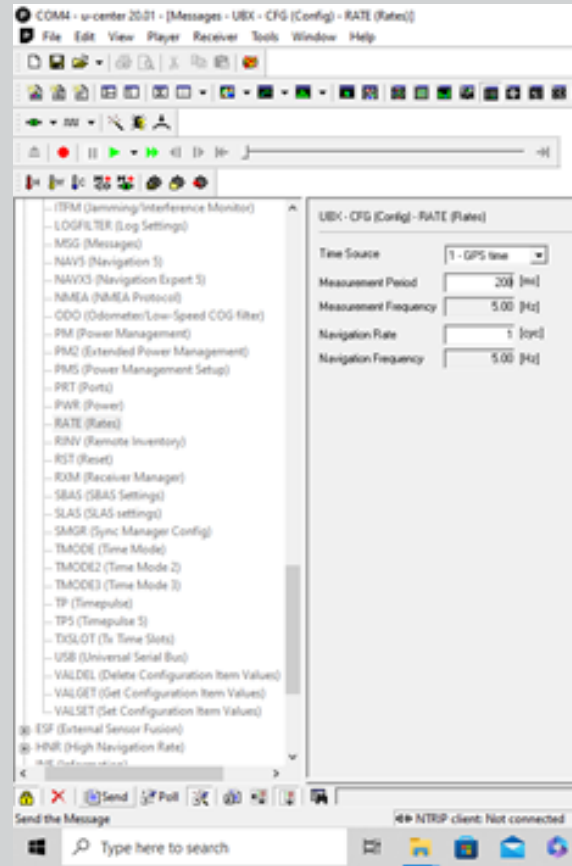 COM4 - u-center 20.01 - [Messages - UBX - CFG (Config) - RATE (Rates)]
File Edit View Player Receiver Tools Window Help
ITFM (Jamming/Interference Monitor)
LOGFILTER (Log Settings)
MSG (Messages)
NAV5 (Navigation 5)
NAVX5 (Navigation Expert 5)
NMEA (NMEA Protocol)
ODO (Odometer/Low-Speed COG filter)
PM (Power Management)
PM2 (Extended Power Management)
PMS (Power Management Setup)
PRT (Ports)
PWR (Power)
RATE (Rates)
RINV (Remote Inventory)
RST (Reset)
RXM (Receiver Manager)
SBAS (SBAS Settings)
SLAS (SLAS settings)
SMGR (Sync Manager Config)
TMODE (Time Mode)
TMODE2 (Time Mode 2)
TMODE3 (Time Mode 3)
TP (Timepulse)
TP5 (Timepulse 5)
TXSLOT (Tx Time Slots)
USB (Universal Serial Bus)
VALDEL (Delete Configuration Item Values)
VALGET (Get Configuration Item Values)
VALSET (Set Configuration Item Values)
ESF (External Sensor Fusion)
HNR (High Navigation Rate)
INF (Information)
UBX - CFG (Config) - RATE (Rates)
Time Source 1 - GPS time
Measurement Period 200 [ms]
Measurement Frequency 5.00 [Hz]
Navigation Rate 1 [cyc]
Navigation Frequency 5.00 [Hz]
Send Poll
Send the Message NTRIP client: Not connected
Type here to search